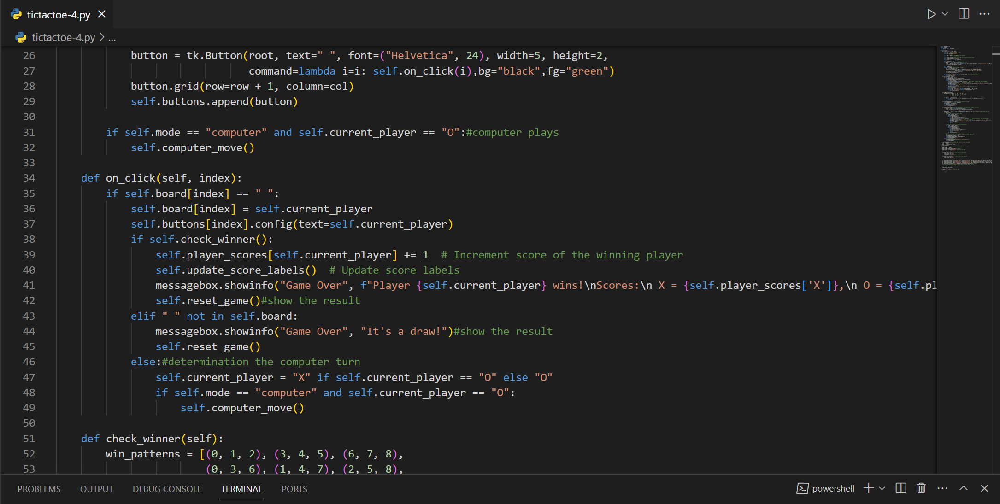 tictactoe-4.py
tictactoe-4.py > ...
26 button = tk.Button(root, text=" ", font=("Helvetica", 24), width=5, height=2,
27 command=lambda i=i: self.on_click(i),bg="black",fg="green")
28 button.grid(row=row + 1, column=col)
29 self.buttons.append(button)
30
31 if self.mode == "computer" and self.current_player == "O":#computer plays
32 self.computer_move()
33
34 def on_click(self, index):
35 if self.board[index] == " ":
36 self.board[index] = self.current_player
37 self.buttons[index].config(text=self.current_player)
38 if self.check_winner():
39 self.player_scores[self.current_player] += 1  # Increment score of the winning player
40 self.update_score_labels()  # Update score labels
41 messagebox.showinfo("Game Over", f"Player {self.current_player} wins!\nScores:\n X = {self.player_scores['X']},\n O = {self.pl
42 self.reset_game()#show the result
43 elif " " not in self.board:
44 messagebox.showinfo("Game Over", "It's a draw!")#show the result
45 self.reset_game()
46 else:#determination the computer turn
47 self.current_player = "X" if self.current_player == "O" else "O"
48 if self.mode == "computer" and self.current_player == "O":
49 self.computer_move()
50
51 def check_winner(self):
52 win_patterns = [(0, 1, 2), (3, 4, 5), (6, 7, 8),
53 (0, 3, 6), (1, 4, 7), (2, 5, 8),
PROBLEMS OUTPUT DEBUG CONSOLE TERMINAL PORTS powershell